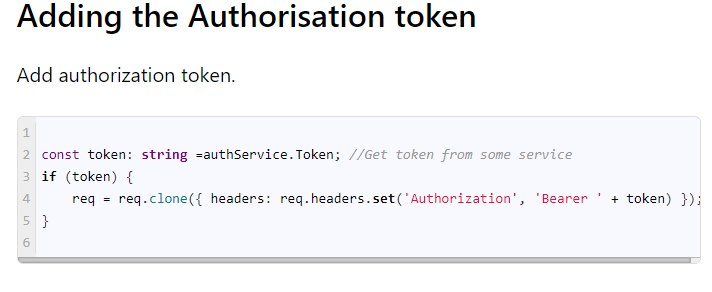 Adding the Authorisation token
Add authorization token.
1
2 const token: string =authService.Token; //Get token from some service
3 if (token) {
4     req = req.clone({ headers: req.headers.set('Authorization', 'Bearer ' + token) });
5 }
6